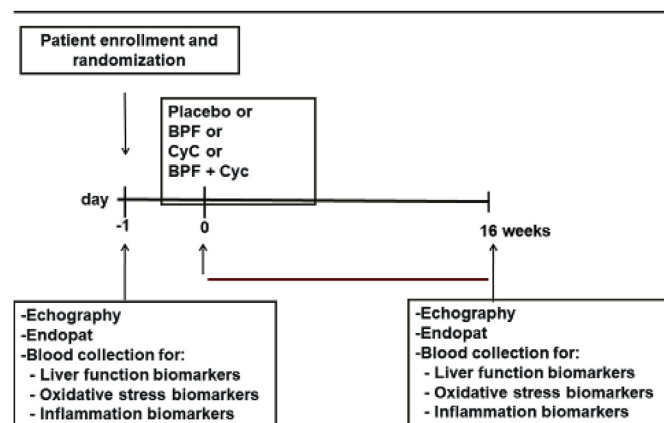 Patient enrollment and
randomization
Placebo or
BPF or
CyC or
BPF + Cyc
day
-1
0
16 weeks
-Echography
-Endopat
-Blood collection for:
- Liver function biomarkers
- Oxidative stress biomarkers
- Inflammation biomarkers
-Echography
-Endopat
-Blood collection for:
- Liver function biomarkers
- Oxidative stress biomarkers
- Inflammation biomarkers